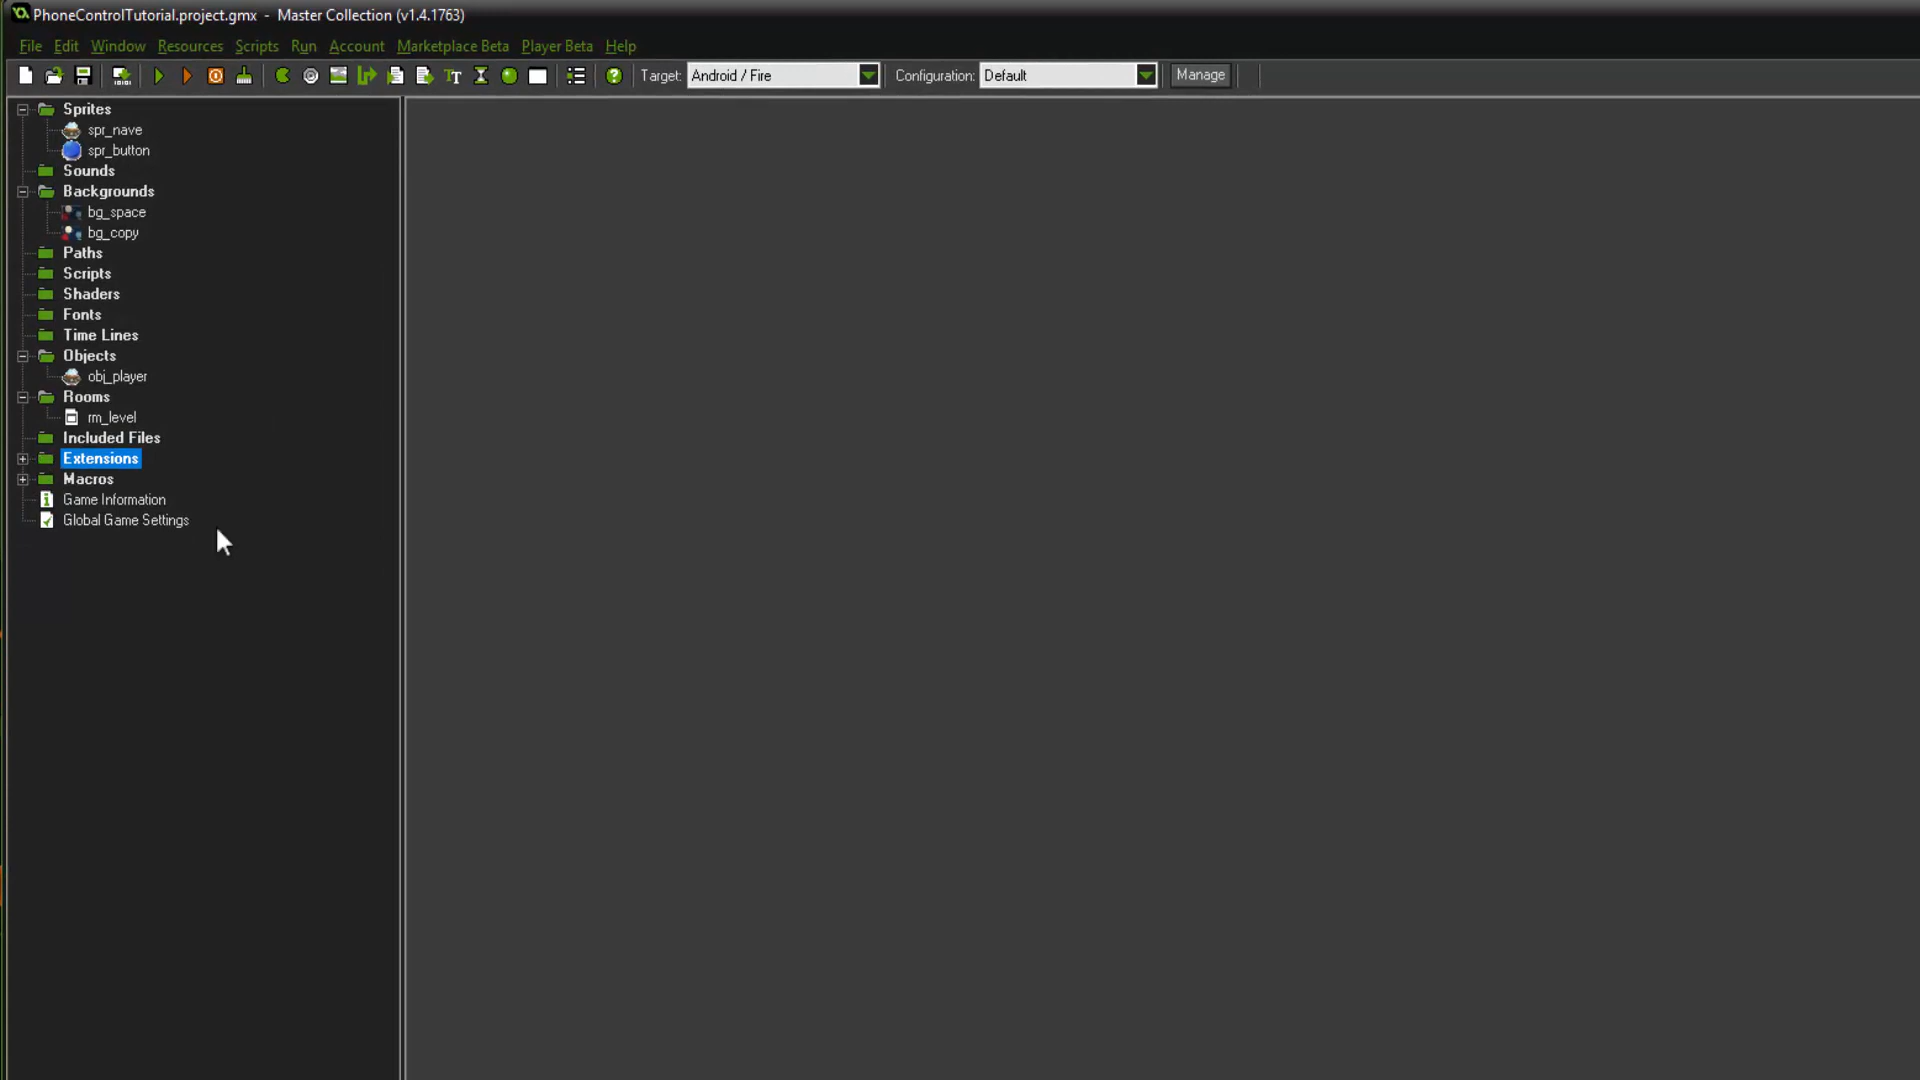 PhoneControlTutorial.project.gmx - Master Collection (v1.4.1763)
File Edit Window Resources Scripts Run Account Marketplace Beta Player Beta Help
Target: Android / Fire Configuration: Default Manage
Sprites
spr_nave
spr_button
Sounds
Backgrounds
bg_space
bg_copy
Paths
Scripts
Shaders
Fonts
Time Lines
Objects
obj_player
Rooms
rm_level
Included Files
Extensions
Macros
Game Information
Global Game Settings